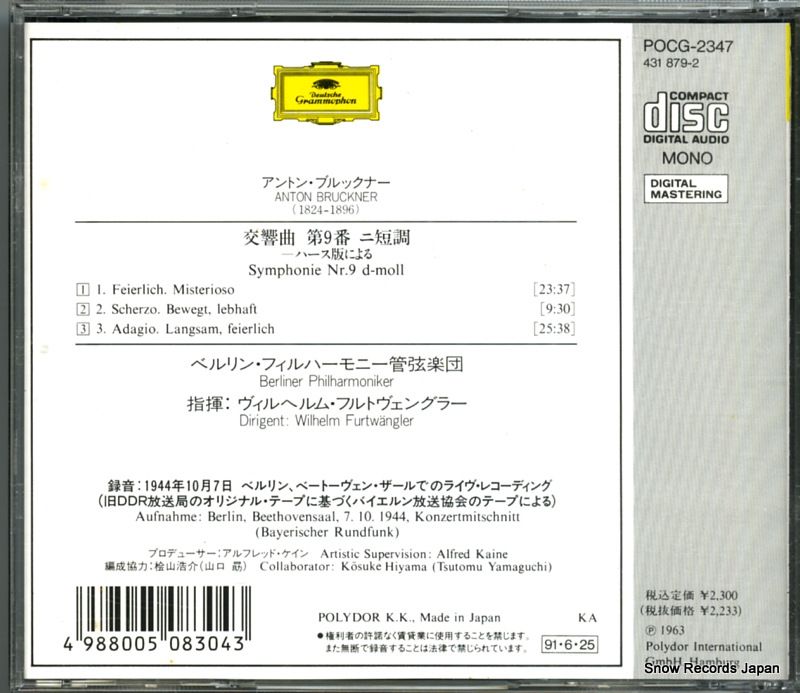 POCG-2347
431 879-2
COMPACT
disc
DIGITAL AUDIO
MONO
DIGITAL
MASTERING
Deutsche
Grammophon
アントン・ブルックナー
ANTON BRUCKNER
(1824-1896)
交響曲 第9番 ニ短調
—ハース版による
Symphonie Nr.9 d-moll
1 1. Feierlich. Misterioso [23:37]
2 2. Scherzo. Bewegt, lebhaft [9:30]
3 3. Adagio. Langsam, feierlich [25:38]
ベルリン・フィルハーモニー管弦楽団
Berliner Philharmoniker
指揮: ヴィルヘルム・フルトヴェングラー
Dirigent: Wilhelm Furtwängler
録音:1944年10月7日 ベルリン、ベートーヴェン・ザールでのライヴ・レコーディング
(旧DDR放送局のオリジナル・テープに基づくバイエルン放送協会のテープによる)
Aufnahme: Berlin, Beethovensaal, 7. 10. 1944, Konzertmitschnitt
(Bayerischer Rundfunk)
プロデューサー:アルフレッド・ケイン Artistic Supervision: Alfred Kaine
編成協力:桧山浩介(山口 勗) Collaborator: Kōsuke Hiyama (Tsutomu Yamaguchi)
4 988005 083043
POLYDOR K.K., Made in Japan KA
●権利者の許諾なく賃貸業に使用することを禁じます。
また無断で録音することは法律で禁じられています。
91・6・25
税込定価 ¥2,300
(税抜価格 ¥2,233)
℗ 1963
Polydor International
GmbH Hamburg
Snow Records Japan